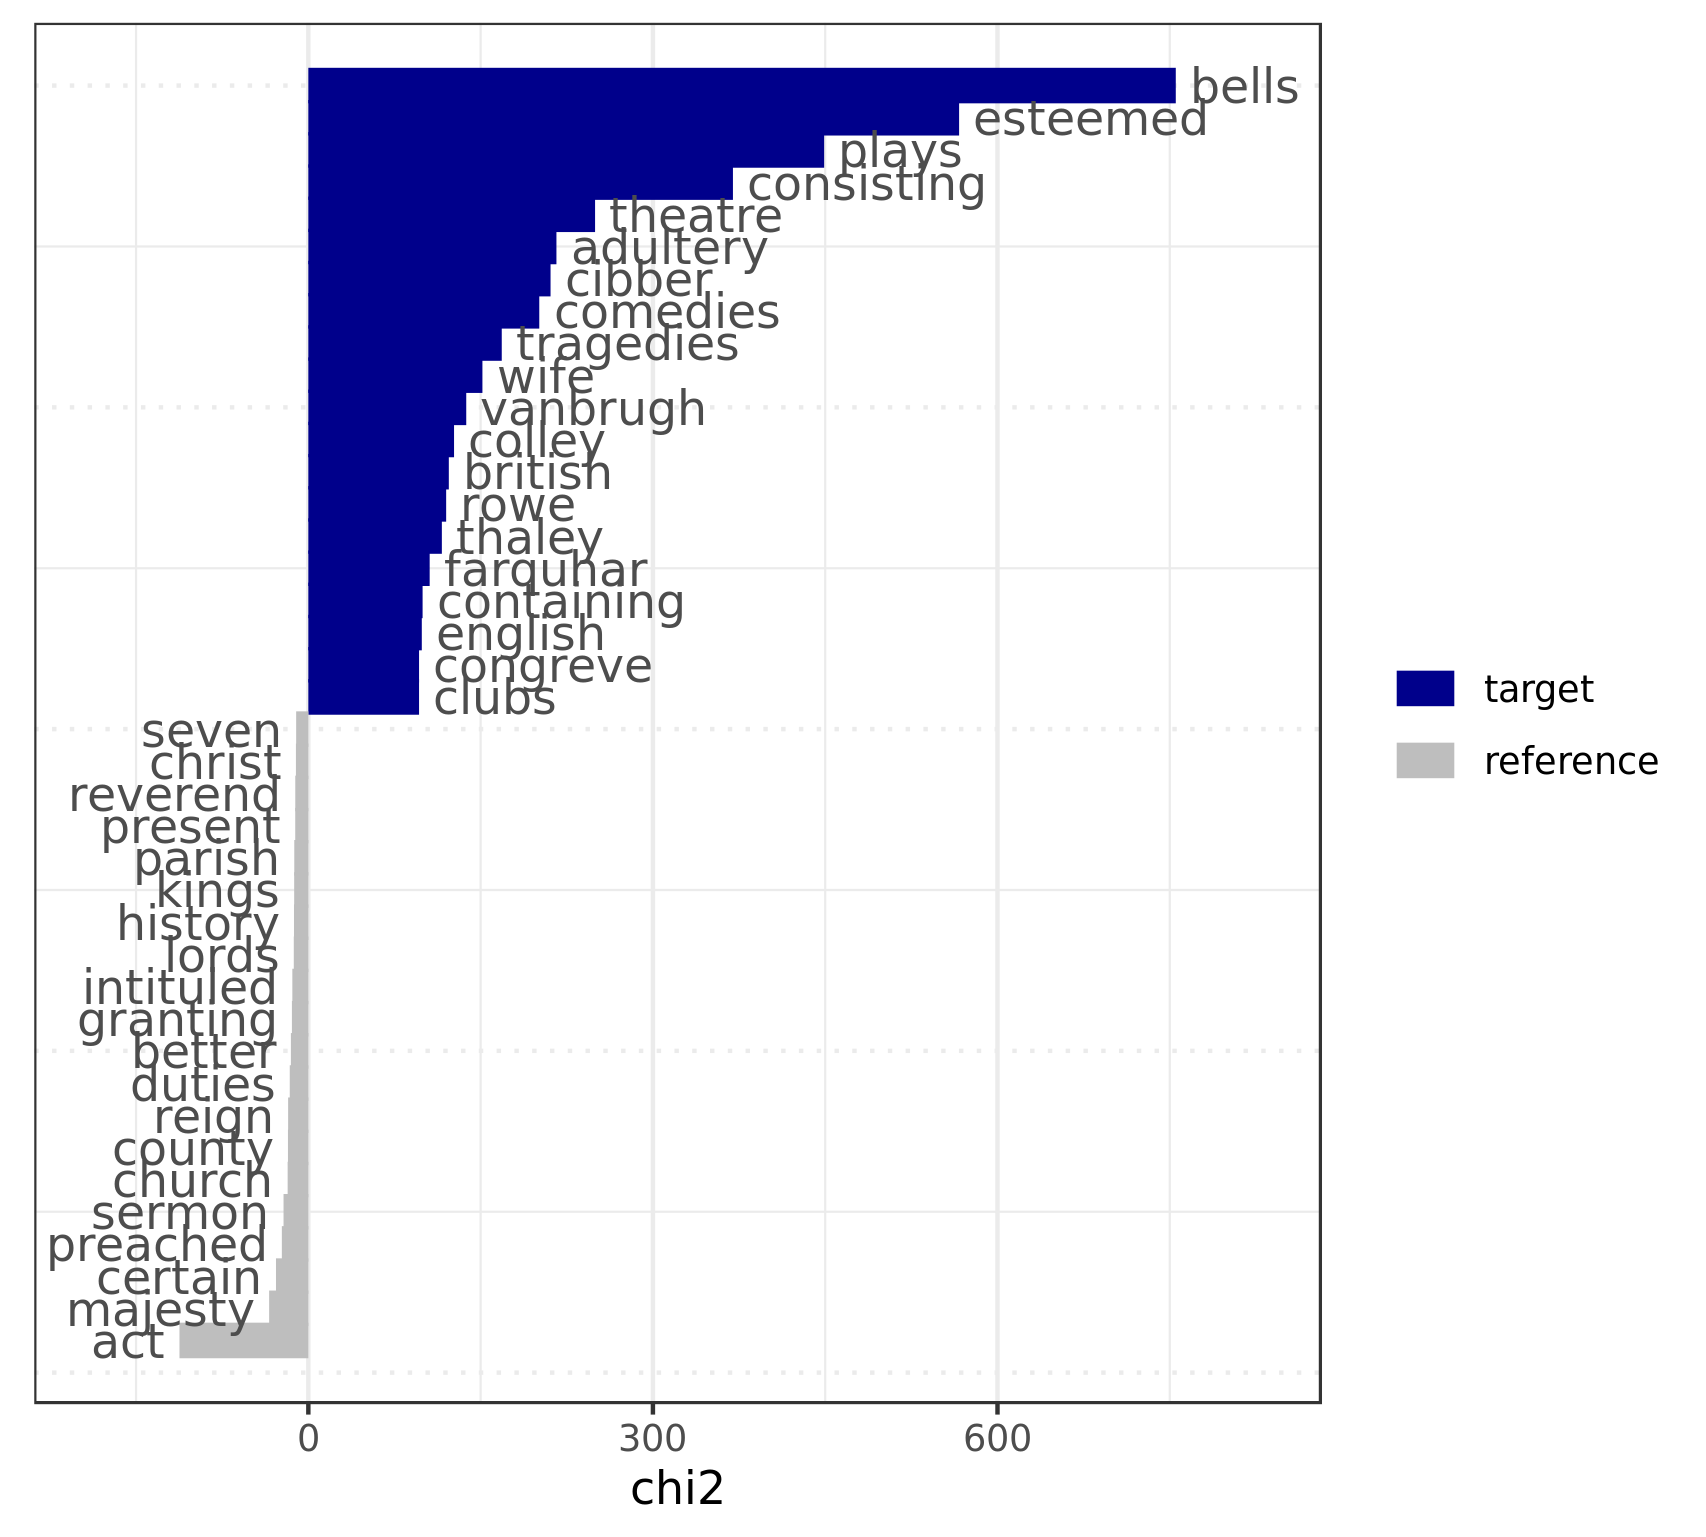 bells
esteemed
plays
consisting
theatre
adultery
cibber
comedies
tragedies
wife
vanbrugh
colley
british
rowe
thaley
farquhar
containing
english
congreve
clubs
seven
christ
reverend
present
parish
kings
history
lords
intituled
granting
better
duties
reign
county
church
sermon
preached
certain
majesty
act
0 300 600
chi2
target
reference